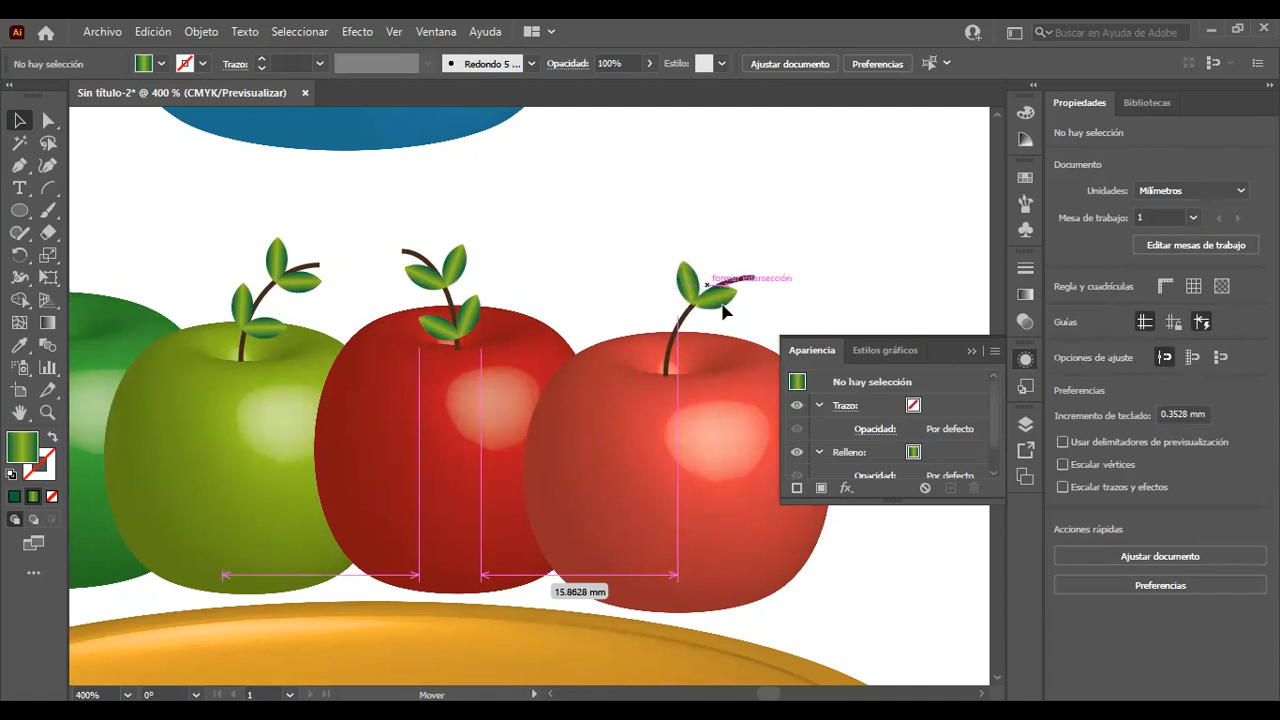 Ai
Archivo Edición Objeto Texto Seleccionar Efecto Ver Ventana Ayuda
Buscar en Ayuda de Adobe
No hay selección
Trazo:
Redondo 5 ...
Opacidad: 100%
Estilo:
Ajustar documento
Preferencias
Sin título-2* @ 400 % (CMYK/Previsualizar) ×
T
formar intersección
15.8628 mm
Apariencia
Estilos gráficos
No hay selección
Trazo:
Opacidad: Por defecto
Relleno:
Opacidad: Por defecto
fx.
Propiedades
Bibliotecas
No hay selección
Documento
Unidades: Milímetros
Mesa de trabajo: 1
Editar mesas de trabajo
Regla y cuadrículas
Guías
Opciones de ajuste
Preferencias
Incremento de teclado: 0.3528 mm
Usar delimitadores de previsualización
Escalar vértices
Escalar trazos y efectos
Acciones rápidas
Ajustar documento
Preferencias
400%
0°
1
Mover